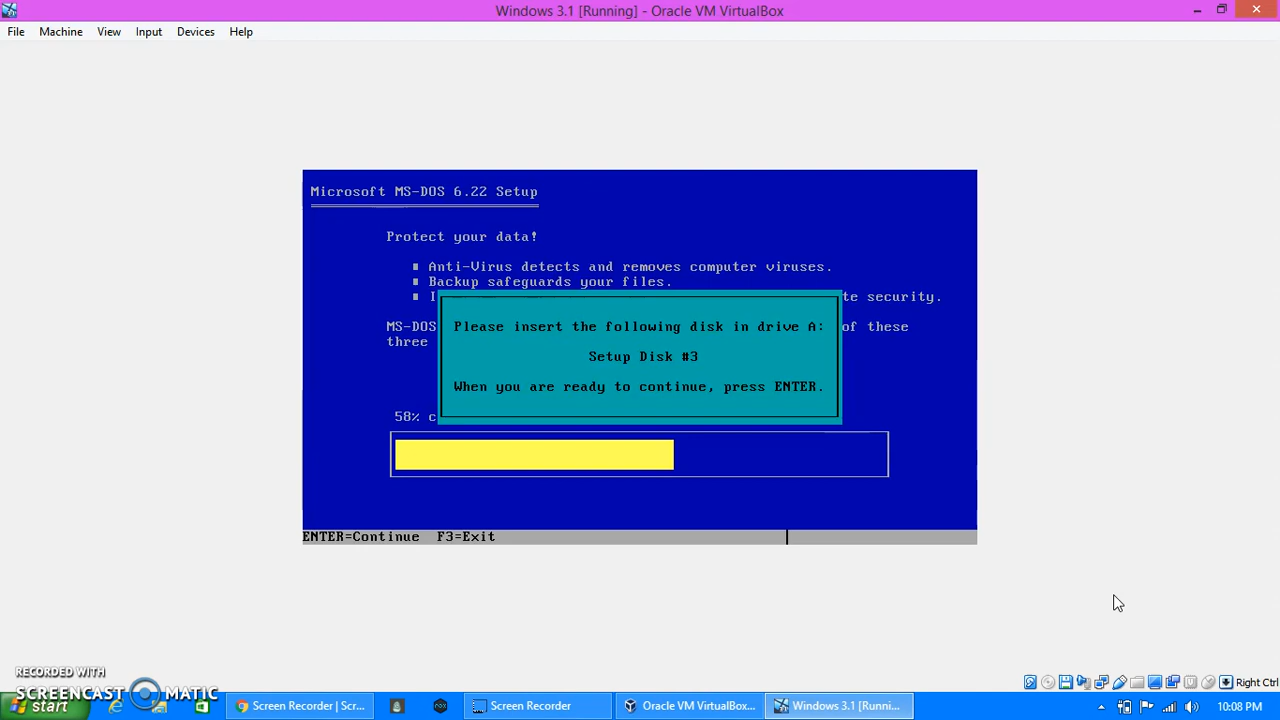 Windows 3.1 [Running] - Oracle VM VirtualBox
File Machine View Input Devices Help
Microsoft MS-DOS 6.22 Setup
Protect your data!
Anti-Virus detects and removes computer viruses.
Backup safeguards your files.
te security.
MS-DOS of these
three
Please insert the following disk in drive A:
Setup Disk #3
When you are ready to continue, press ENTER.
58% c
ENTER=Continue F3=Exit
RECORDED WITH
SCREENCAST MATIC
Right Ctrl
start
Screen Recorder | Scr...
Screen Recorder
Oracle VM VirtualBox...
Windows 3.1 [Runni...
10:08 PM